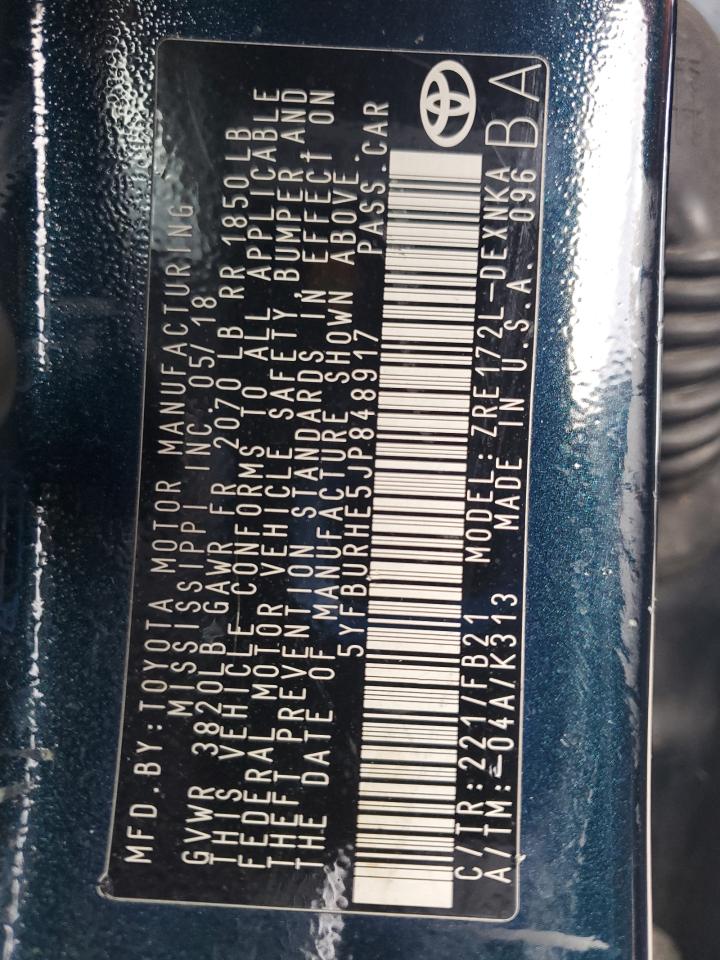 MFD.BY:TOYOTA MOTOR MANUFACTURING
MISSISSIPPI INC. 05/18
GVWR 3820LB GAWR FR 2070 LB RR 1850LB
THIS VEHICLE CONFORMS TO ALL APPLICABLE
FEDERAL MOTOR VEHICLE SAFETY, BUMPER, AND
THEFT PREVENTION STANDARDS IN EFFECT ON
THE DATE OF MANUFACTURE SHOWN ABOVE.
5YFBURHE5JP848917 PASS.CAR
C/TR:221/FB21 MODEL:ZRE172L-DEXNKA
A/TM:-04A/K313 MADE IN U.S.A. 096 BA